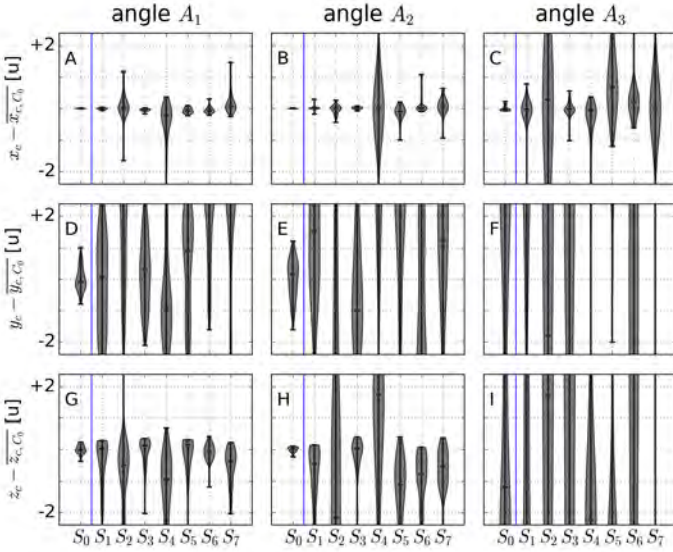 angle A₁ angle A₂ angle A₃
x_c − \overline{x_{c,C_0}} [u]
+2
-2
A
B
C
y_c − \overline{y_{c,C_0}} [u]
+2
-2
D
E
F
z_c − \overline{z_{c,C_0}} [u]
+2
-2
G
H
I
S₀ S₁ S₂ S₃ S₄ S₅ S₆ S₇ S₀ S₁ S₂ S₃ S₄ S₅ S₆ S₇ S₀ S₁ S₂ S₃ S₄ S₅ S₆ S₇